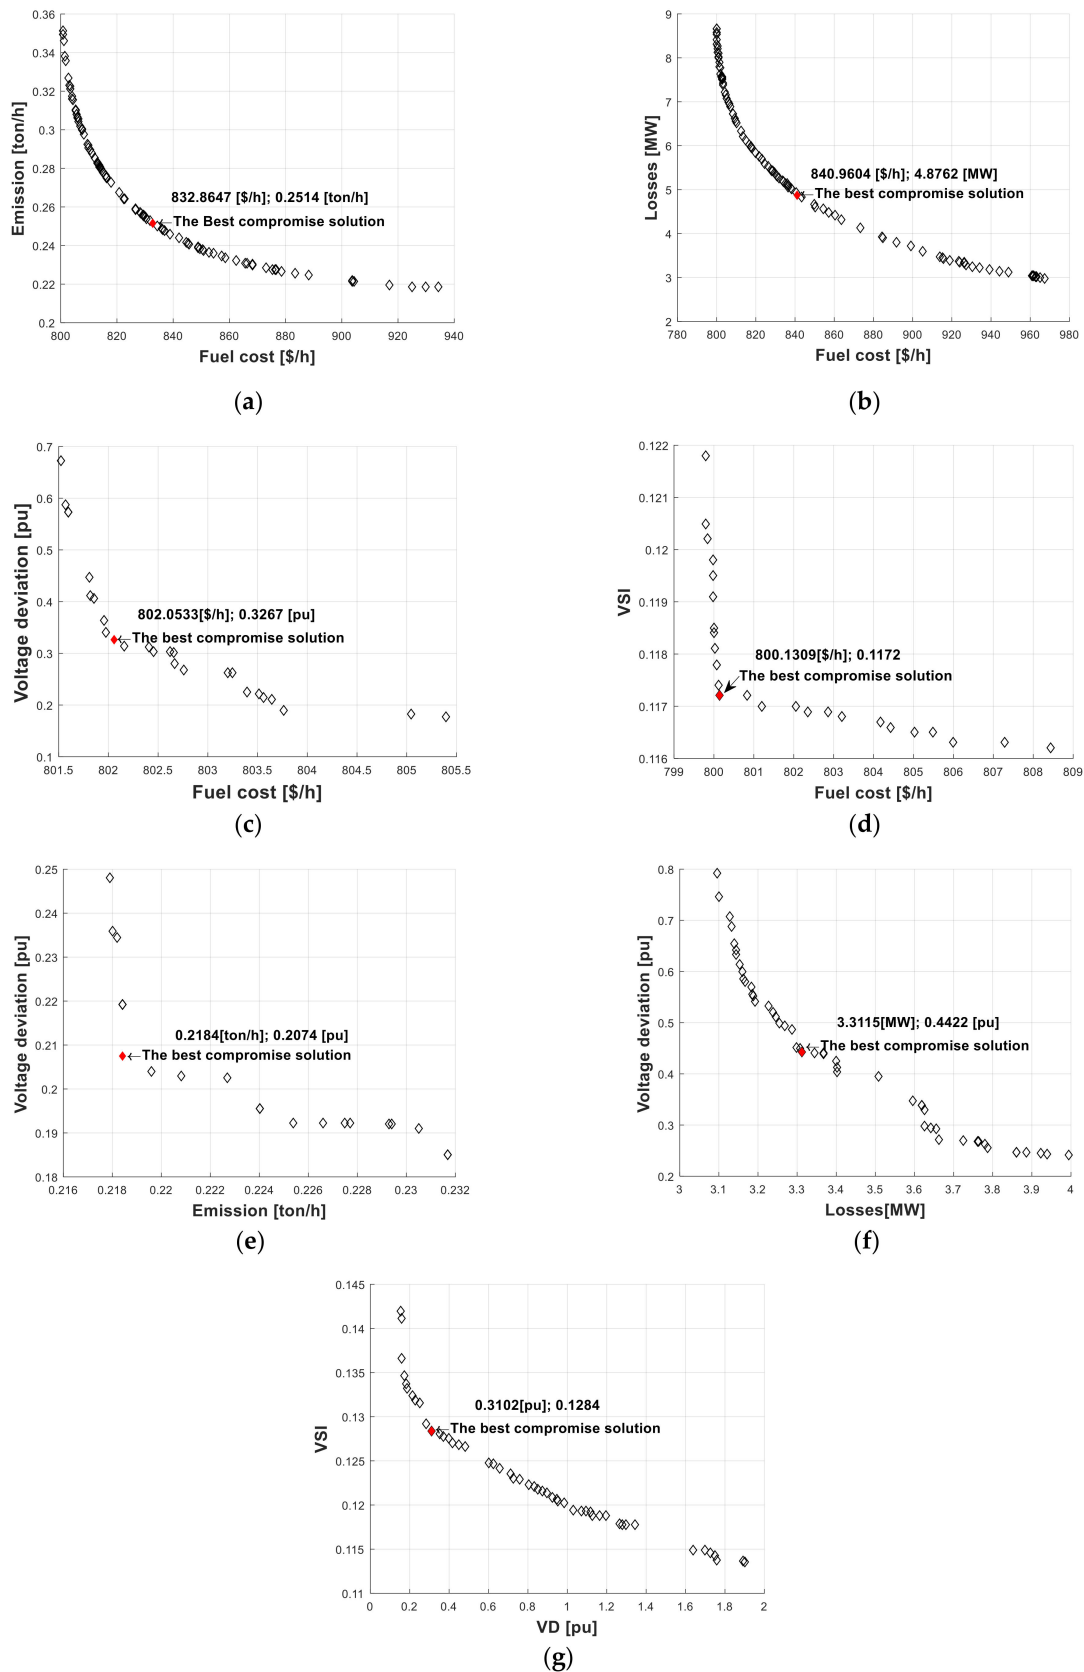 0.36
0.34
0.32
0.3
0.28
0.26
0.24
0.22
0.2
Emission [ton/h]
832.8647 [$/h]; 0.2514 [ton/h]
The Best compromise solution
800 820 840 860 880 900 920 940
Fuel cost [$/h]
(a)
9
8
7
6
5
4
3
2
Losses [MW]
840.9604 [$/h]; 4.8762 [MW]
The best compromise solution
780 800 820 840 860 880 900 920 940 960 980
Fuel cost [$/h]
(b)
0.7
0.6
0.5
0.4
0.3
0.2
0.1
Voltage deviation [pu]
802.0533[$/h]; 0.3267 [pu]
The best compromise solution
801.5 802 802.5 803 803.5 804 804.5 805 805.5
Fuel cost [$/h]
(c)
0.122
0.121
0.12
0.119
0.118
0.117
0.116
VSI
800.1309[$/h]; 0.1172
The best compromise solution
799 800 801 802 803 804 805 806 807 808 809
Fuel cost [$/h]
(d)
0.25
0.24
0.23
0.22
0.21
0.2
0.19
0.18
Voltage deviation [pu]
0.2184[ton/h]; 0.2074 [pu]
The best compromise solution
0.216 0.218 0.22 0.222 0.224 0.226 0.228 0.23 0.232
Emission [ton/h]
(e)
0.8
0.7
0.6
0.5
0.4
0.3
0.2
Voltage deviation [pu]
3.3115[MW]; 0.4422 [pu]
The best compromise solution
3 3.1 3.2 3.3 3.4 3.5 3.6 3.7 3.8 3.9 4
Losses[MW]
(f)
0.145
0.14
0.135
0.13
0.125
0.12
0.115
0.11
VSI
0.3102[pu]; 0.1284
The best compromise solution
0 0.2 0.4 0.6 0.8 1 1.2 1.4 1.6 1.8 2
VD [pu]
(g)